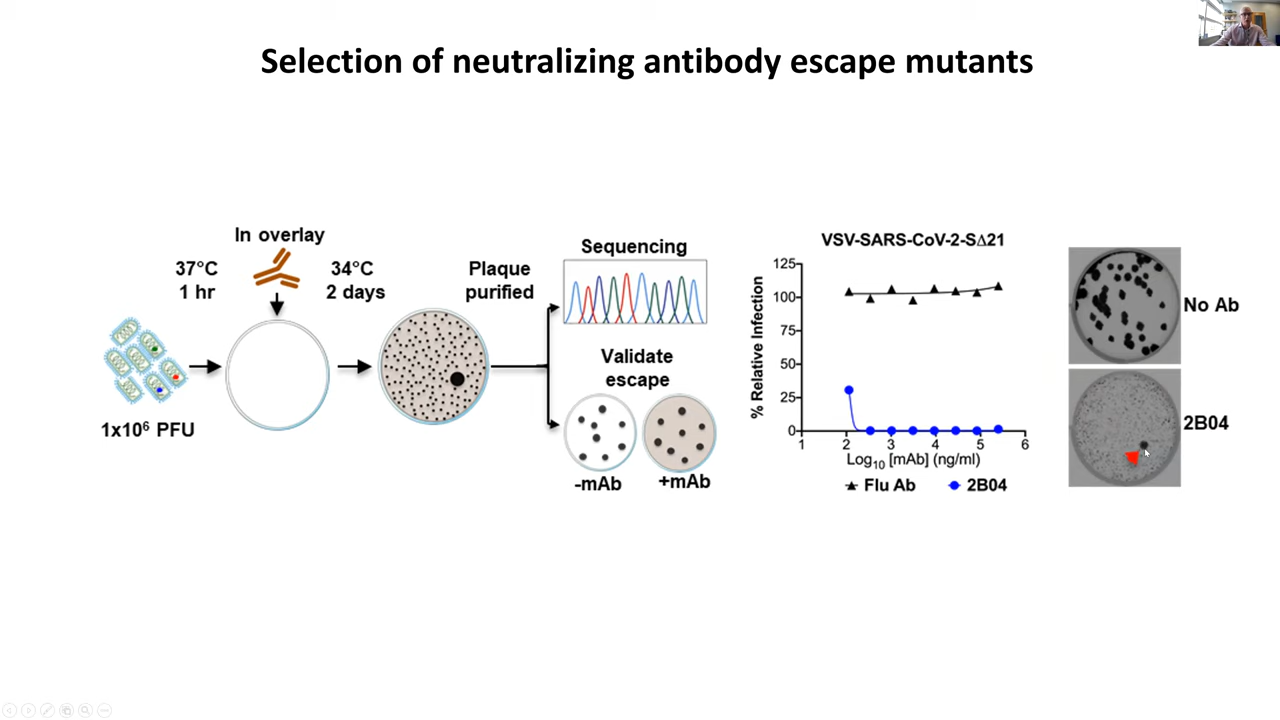 Selection of neutralizing antibody escape mutants
In overlay
37°C
1 hr
34°C
2 days
1x10⁶ PFU
Plaque
purified
Sequencing
Validate
escape
-mAb
+mAb
VSV-SARS-CoV-2-SΔ21
% Relative Infection
125
100
75
50
25
0
1 2 3 4 5 6
Log₁₀ [mAb] (ng/ml)
Flu Ab 2B04
No Ab
2B04